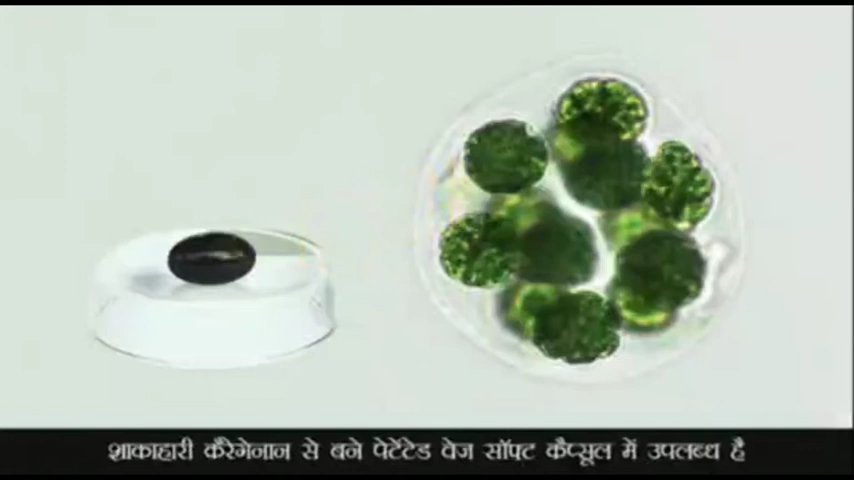 शाकाहारी कॅरेगेनान से बने पेटेंटेड वेज सॉफ्ट कैप्सूल में उपलब्ध है